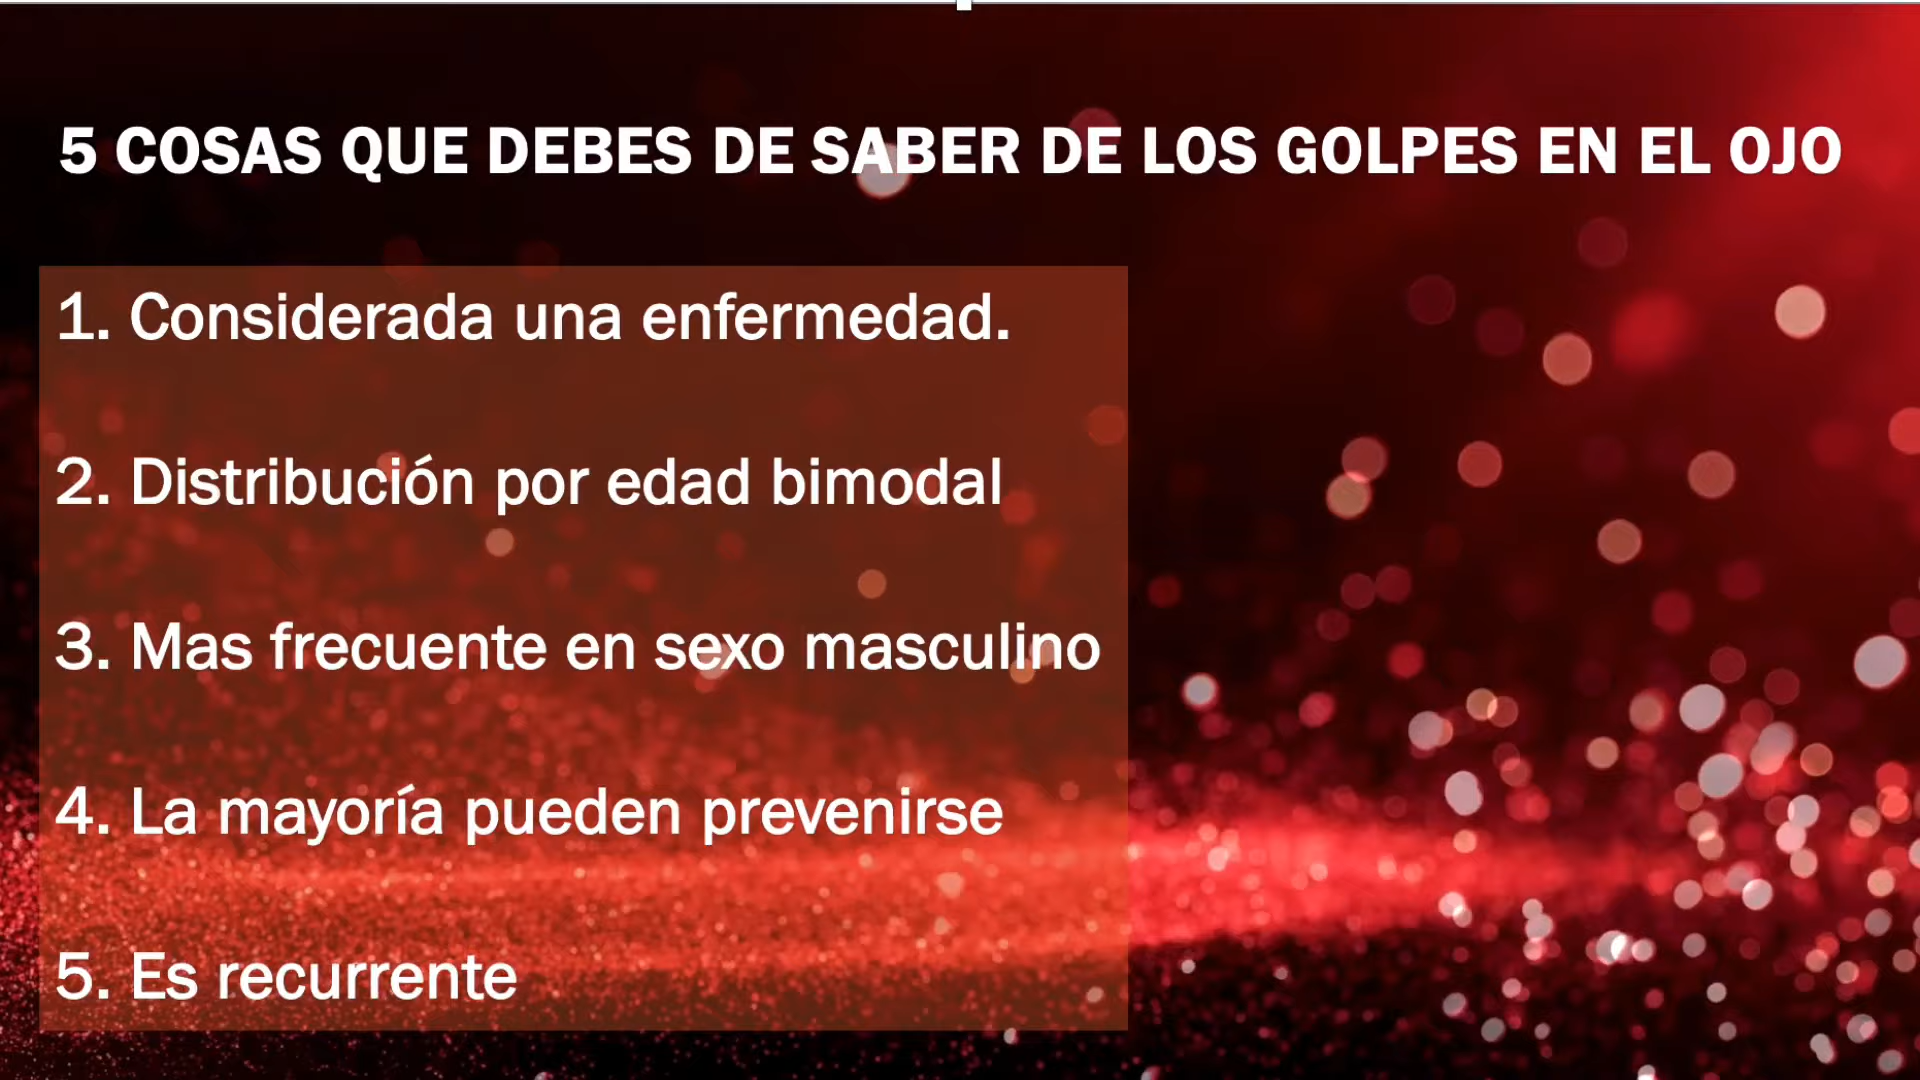 5 COSAS QUE DEBES DE SABER DE LOS GOLPES EN EL OJO
1. Considerada una enfermedad.
2. Distribución por edad bimodal
3. Mas frecuente en sexo masculino
4. La mayoría pueden prevenirse
5. Es recurrente